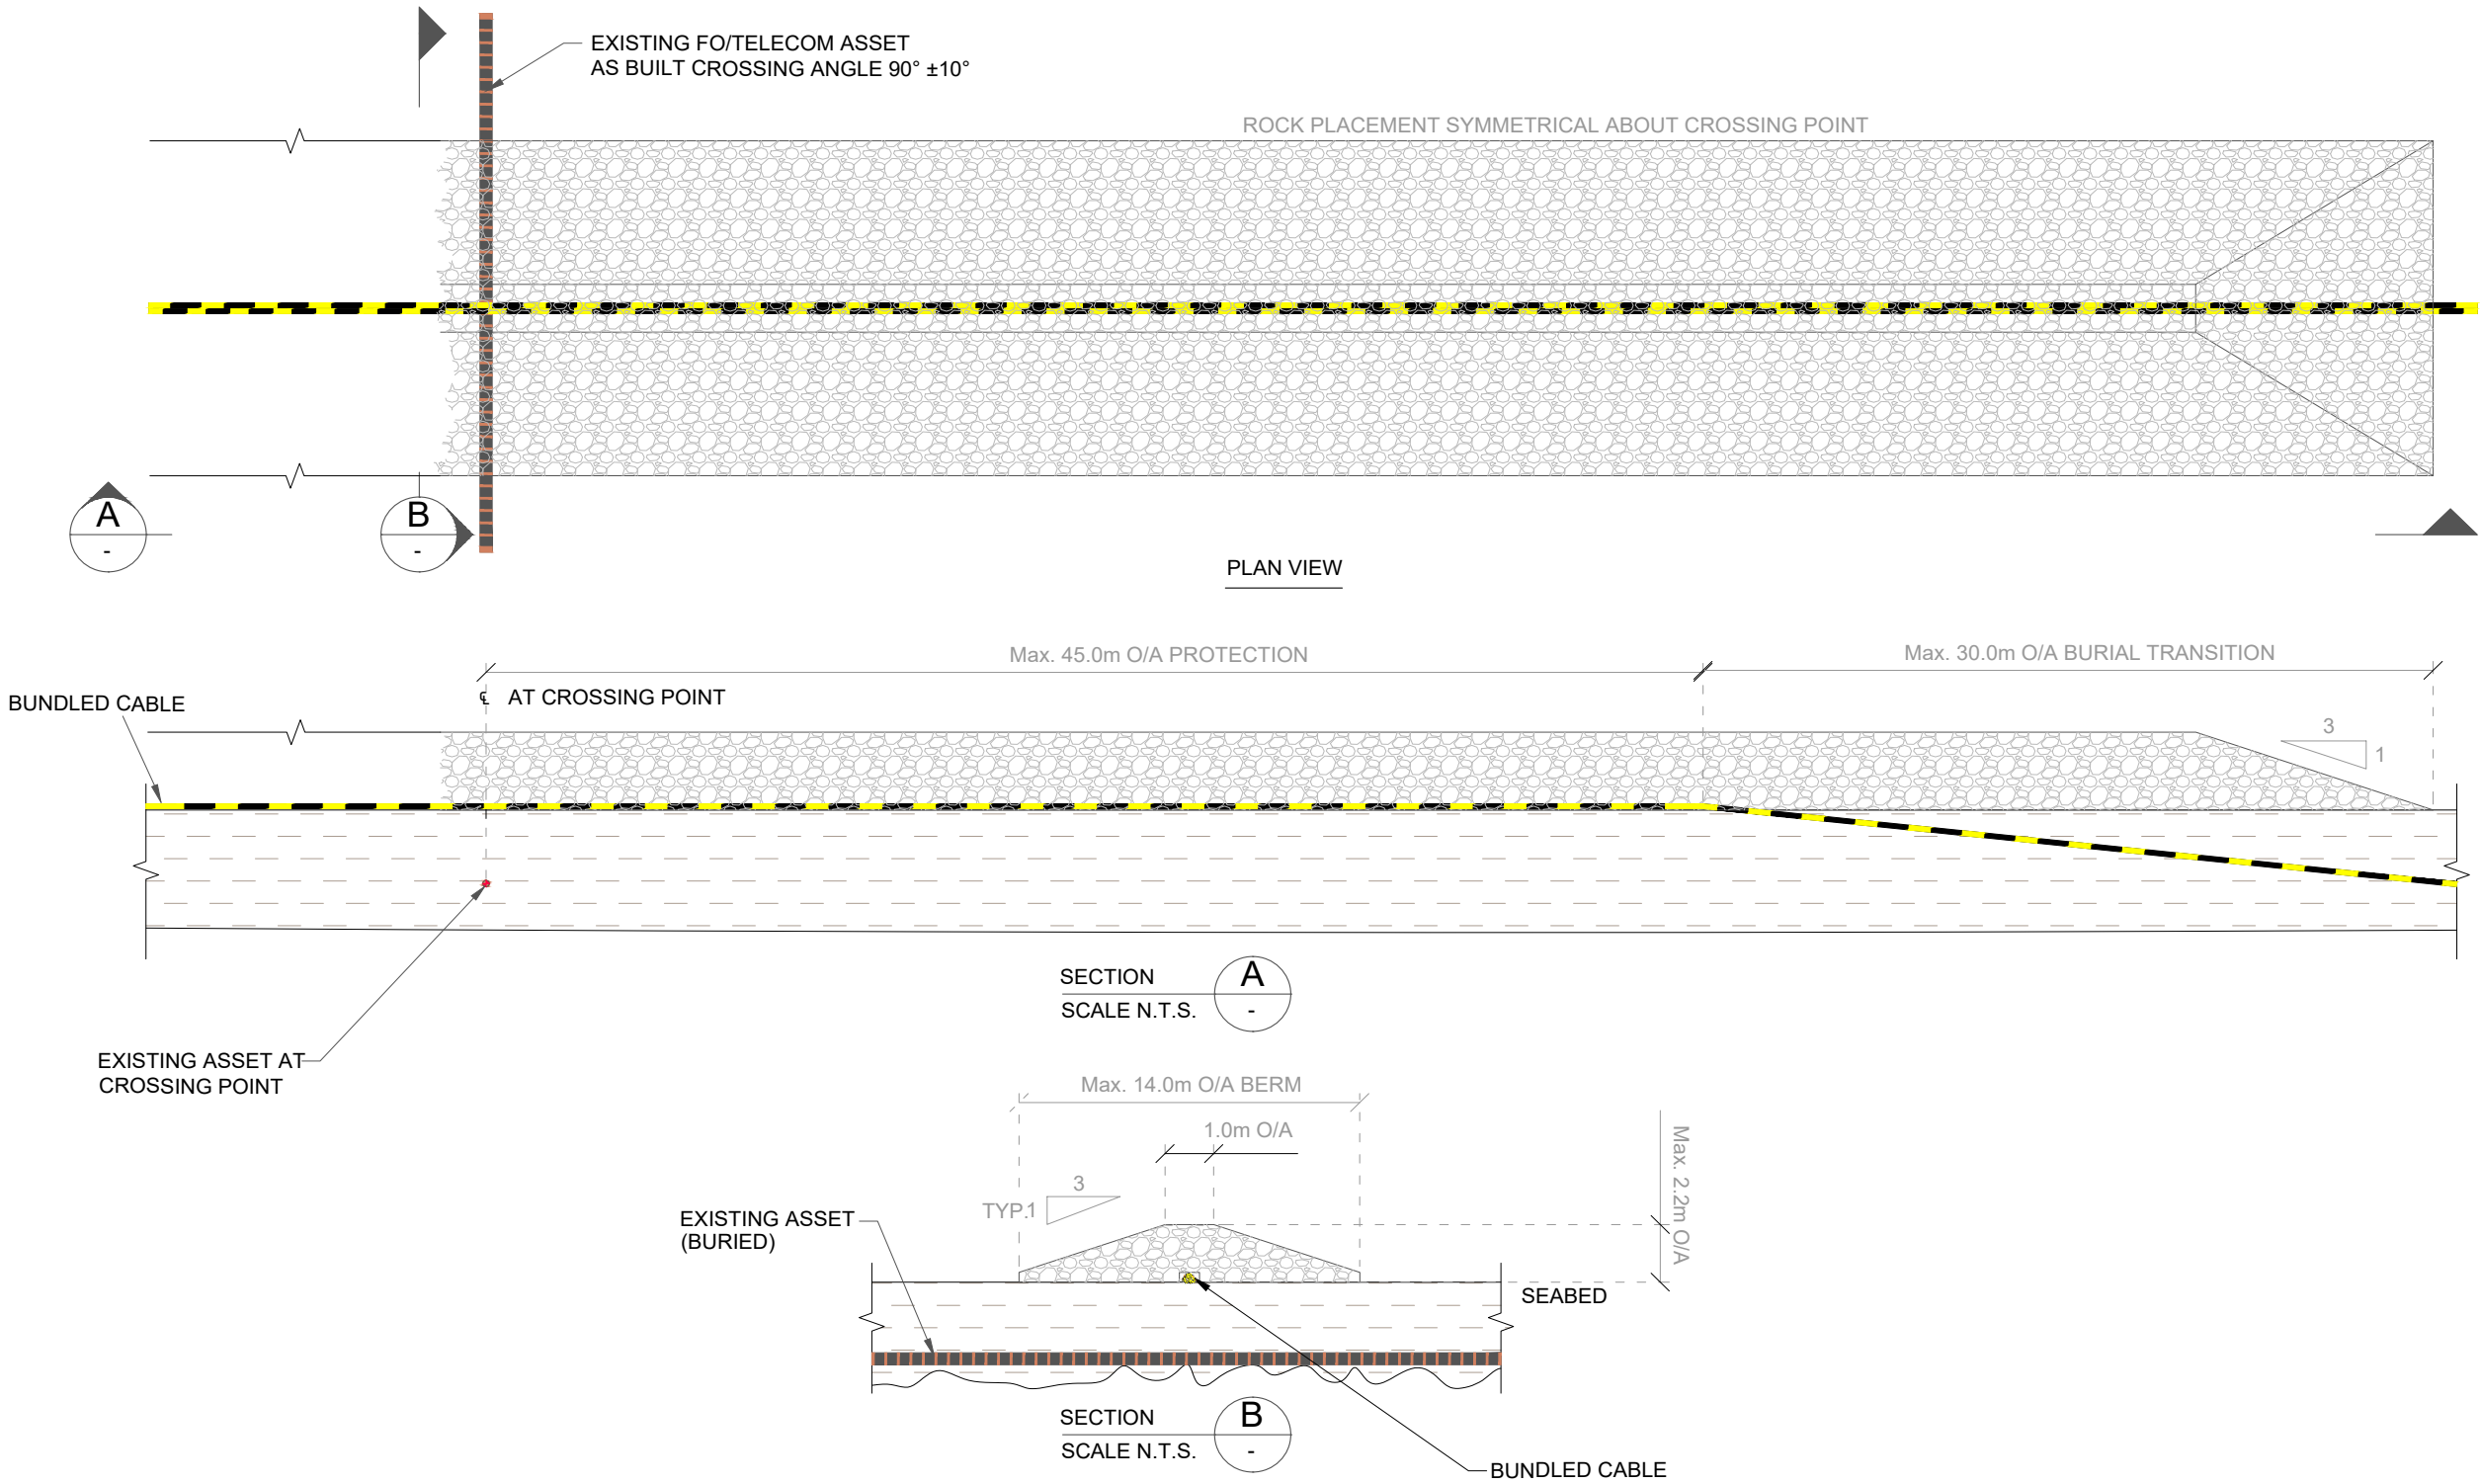 EXISTING FO/TELECOM ASSET
AS BUILT CROSSING ANGLE 90° ±10°
ROCK PLACEMENT SYMMETRICAL ABOUT CROSSING POINT
A
-
B
-
PLAN VIEW
Max. 45.0m O/A PROTECTION
Max. 30.0m O/A BURIAL TRANSITION
BUNDLED CABLE
℄ AT CROSSING POINT
3
1
SECTION
A
SCALE N.T.S.
-
EXISTING ASSET AT
CROSSING POINT
Max. 14.0m O/A BERM
1.0m O/A
Max. 2.2m O/A
3
TYP.1
EXISTING ASSET
(BURIED)
SEABED
SECTION
B
SCALE N.T.S.
-
BUNDLED CABLE